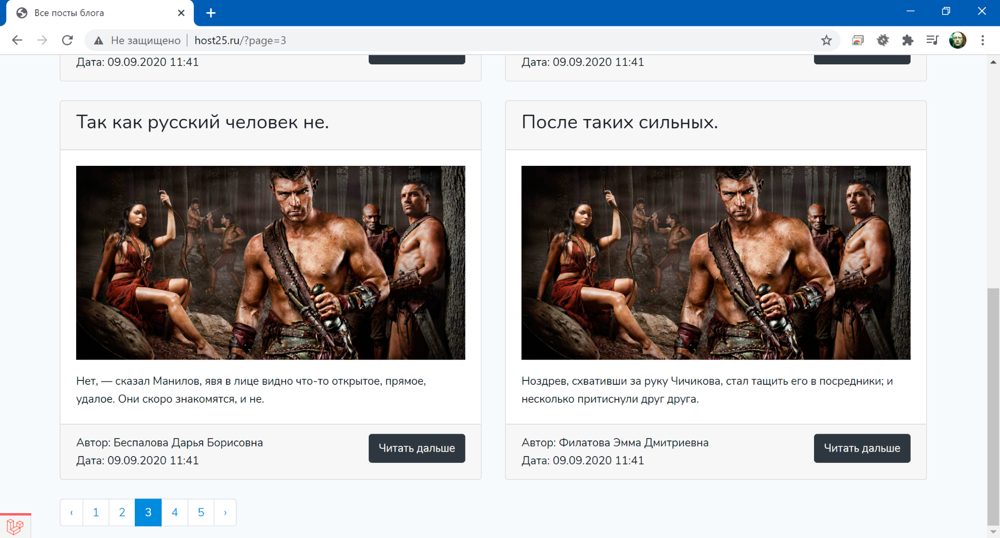 Все посты блога
Не защищено host25.ru/?page=3
Дата: 09.09.2020 11:41
Дата: 09.09.2020 11:41
Так как русский человек не.
Нет, — сказал Манилов, явя в лице видно что-то открытое, прямое,
удалое. Они скоро знакомятся, и не.
Автор: Беспалова Дарья Борисовна
Дата: 09.09.2020 11:41
Читать дальше
После таких сильных.
Ноздрев, схвативши за руку Чичикова, стал тащить его в посредники; и
несколько притиснули друг друга.
Автор: Филатова Эмма Дмитриевна
Дата: 09.09.2020 11:41
Читать дальше
‹ 1 2 3 4 5 ›